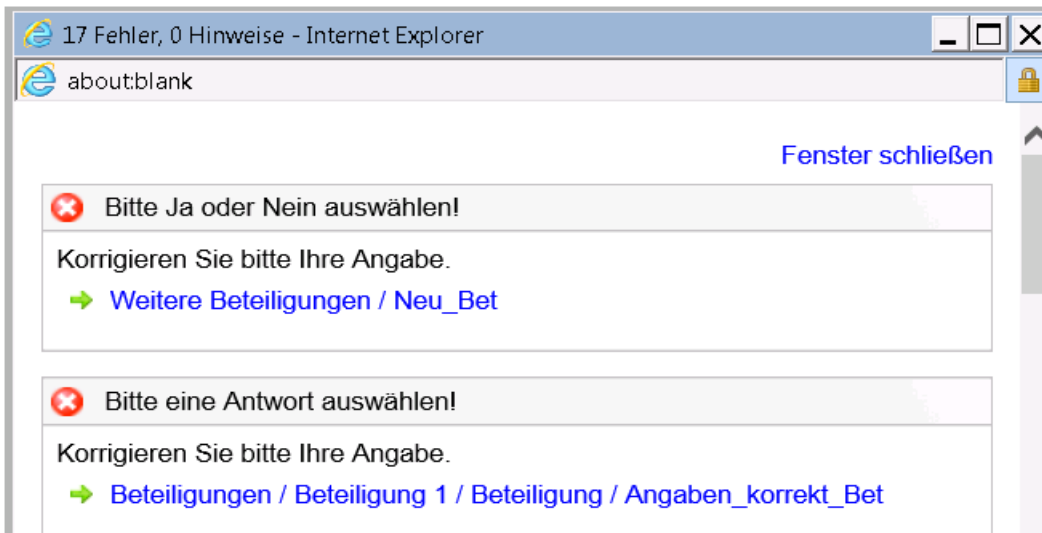 17 Fehler, 0 Hinweise - Internet Explorer
about:blank
Fenster schließen
Bitte Ja oder Nein auswählen!
Korrigieren Sie bitte Ihre Angabe.
Weitere Beteiligungen / Neu_Bet
Bitte eine Antwort auswählen!
Korrigieren Sie bitte Ihre Angabe.
Beteiligungen / Beteiligung 1 / Beteiligung / Angaben_korrekt_Bet